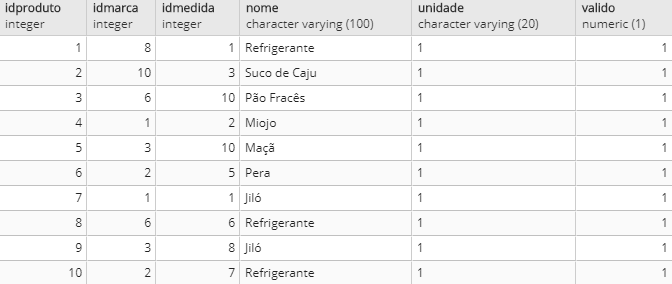 idproduto idmarca idmedida nome unidade valido
integer integer integer character varying (100) character varying (20) numeric (1)
1 8 1 Refrigerante 1 1
2 10 3 Suco de Caju 1 1
3 6 10 Pão Fracês 1 1
4 1 2 Miojo 1 1
5 3 10 Maçã 1 1
6 2 5 Pera 1 1
7 1 1 Jiló 1 1
8 6 6 Refrigerante 1 1
9 3 8 Jiló 1 1
10 2 7 Refrigerante 1 1